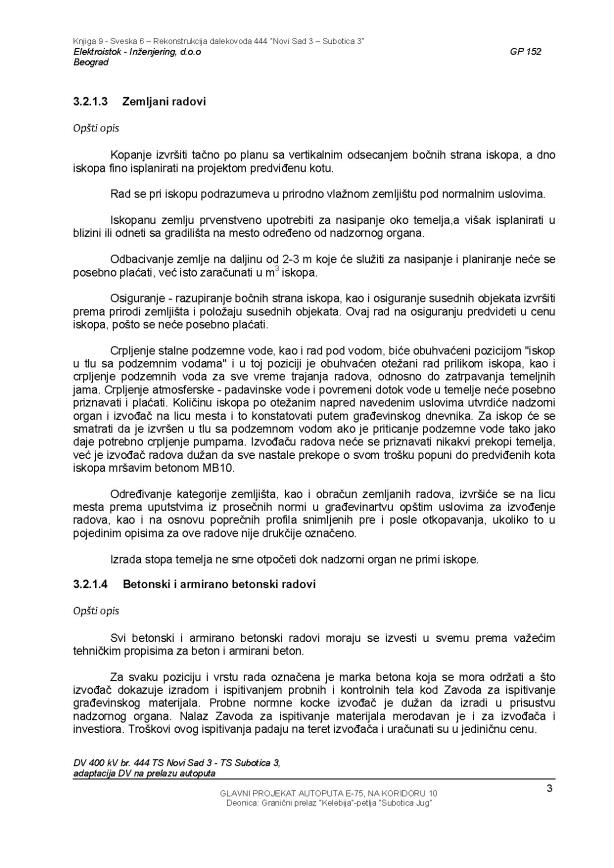 Knjiga 9 - Sveska 6 – Rekonstrukcija dalekovoda 444 "Novi Sad 3 – Subotica 3"
Elektroistok - Inženjering, d.o.o GP 152
Beograd
3.2.1.3 Zemljani radovi
Opšti opis
Kopanje izvršiti tačno po planu sa vertikalnim odsecanjem bočnih strana iskopa, a dno
iskopa fino isplanirati na projektom predviđenu kotu.
Rad se pri iskopu podrazumeva u prirodno vlažnom zemljištu pod normalnim uslovima.
Iskopanu zemlju prvenstveno upotrebiti za nasipanje oko temelja,a višak isplanirati u
blizini ili odneti sa gradilišta na mesto određeno od nadzornog organa.
Odbacivanje zemlje na daljinu od 2-3 m koje će služiti za nasipanje i planiranje neće se
posebno plaćati, već isto zaračunati u m3 iskopa.
Osiguranje - razupiranje bočnih strana iskopa, kao i osiguranje susednih objekata izvršiti
prema prirodi zemljišta i položaju susednih objekata. Ovaj rad na osiguranju predvideti u cenu
iskopa, pošto se neće posebno plaćati.
Crpljenje stalne podzemne vode, kao i rad pod vodom, biće obuhvaćeni pozicijom "iskop
u tlu sa podzemnim vodama" i u toj poziciji je obuhvaćen otežani rad prilikom iskopa, kao i
crpljenje podzemnih voda za sve vreme trajanja radova, odnosno do zatrpavanja temeljnih
jama. Crpljenje atmosferske - padavinske vode i povremeni dotok vode u temelje neće posebno
priznavati i plaćati. Količinu iskopa po otežanim napred navedenim uslovima utvrdiće nadzorni
organ i izvođač na licu mesta i to konstatovati putem građevinskog dnevnika. Za iskop će se
smatrati da je izvršen u tlu sa podzemnom vodom ako je priticanje podzemne vode tako jako
daje potrebno crpljenje pumpama. Izvođaču radova neće se priznavati nikakvi prekopi temelja,
već je izvođač radova dužan da sve nastale prekope o svom trošku popuni do predviđenih kota
iskopa mršavim betonom MB10.
Određivanje kategorije zemljišta, kao i obračun zemljanih radova, izvršiće se na licu
mesta prema uputstvima iz prosečnih normi u građevinartvu opštim uslovima za izvođenje
radova, kao i na osnovu poprečnih profila snimljenih pre i posle otkopavanja, ukoliko to u
pojedinim opisima za ove radove nije drukčije označeno.
Izrada stopa temelja ne srne otpočeti dok nadzorni organ ne primi iskope.
3.2.1.4 Betonski i armirano betonski radovi
Opšti opis
Svi betonski i armirano betonski radovi moraju se izvesti u svemu prema važećim
tehničkim propisima za beton i armirani beton.
Za svaku poziciju i vrstu rada označena je marka betona koja se mora održati a što
izvođač dokazuje izradom i ispitivanjem probnih i kontrolnih tela kod Zavoda za ispitivanje
građevinskog materijala. Probne normne kocke izvođač je dužan da izradi u prisustvu
nadzornog organa. Nalaz Zavoda za ispitivanje materijala merodavan je i za izvođača i
investiora. Troškovi ovog ispitivanja padaju na teret izvođača i uračunati su u jediničnu cenu.
DV 400 kV br. 444 TS Novi Sad 3 - TS Subotica 3,
adaptacija DV na prelazu autoputa
3
GLAVNI PROJEKAT AUTOPUTA E-75, NA KORIDORU 10
Deonica: Granični prelaz "Kelebija"-petlja "Subotica Jug"